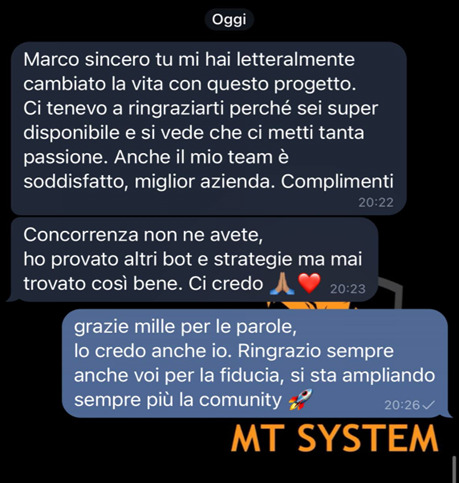 Oggi
Marco sincero tu mi hai letteralmente
cambiato la vita con questo progetto.
Ci tenevo a ringraziarti perché sei super
disponibile e si vede che ci metti tanta
passione. Anche il mio team è
soddisfatto, miglior azienda. Complimenti
20:22
Concorrenza non ne avete,
ho provato altri bot e strategie ma mai
trovato così bene. Ci credo 🙏🏽❤️ 20:23
grazie mille per le parole,
lo credo anche io. Ringrazio sempre
anche voi per la fiducia, si sta ampliando
sempre più la comunity 🚀 20:26✓
MT SYSTEM